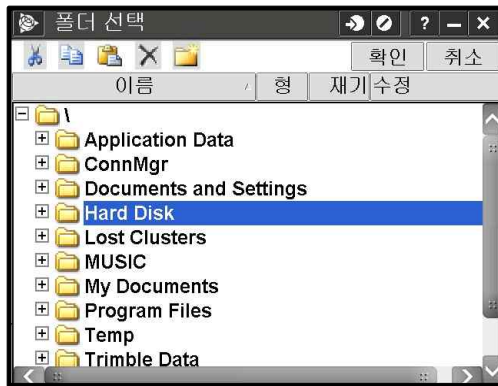 폴더 선택
?
확인 취소
이름 형 재기 수정
\
Application Data
ConnMgr
Documents and Settings
Hard Disk
Lost Clusters
MUSIC
My Documents
Program Files
Temp
Trimble Data